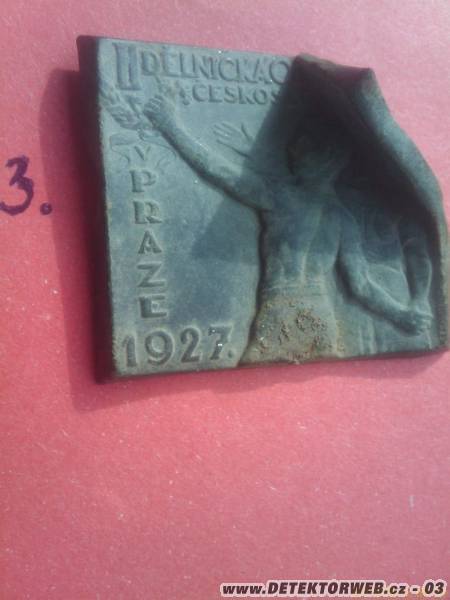 II DĚLNICKÁ O
ČESKOS
V PRAZE
1927.
3.
www.DETEKTORWEB.cz - 03